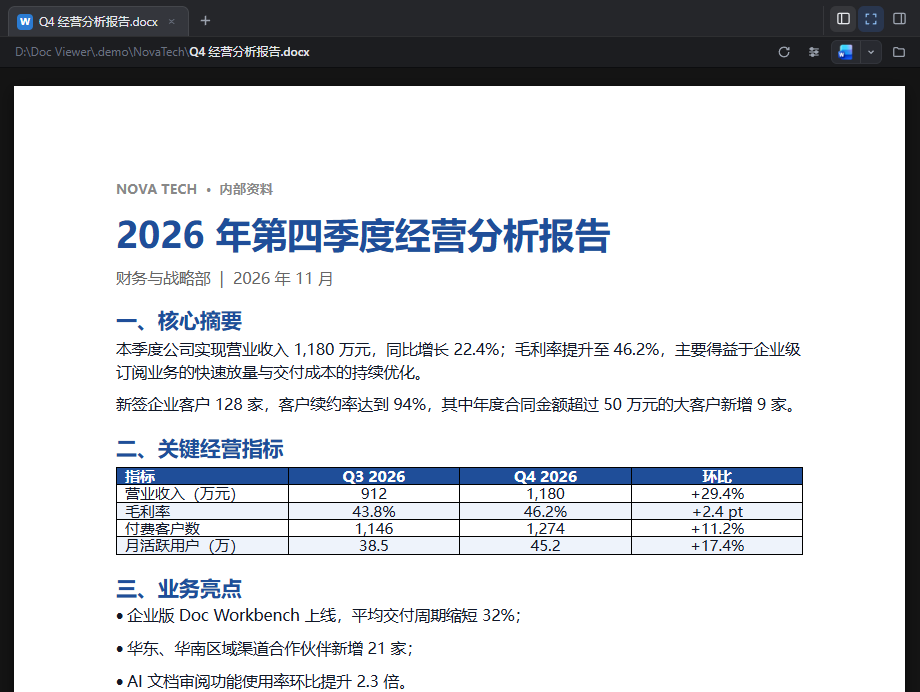 W Q4 经营分析报告.docx × +
D:\Doc Viewer\.demo\NovaTech\Q4 经营分析报告.docx
NOVA TECH • 内部资料
2026 年第四季度经营分析报告
财务与战略部 | 2026 年 11 月
一、核心摘要
本季度公司实现营业收入 1,180 万元，同比增长 22.4%；毛利率提升至 46.2%，主要得益于企业级
订阅业务的快速放量与交付成本的持续优化。
新签企业客户 128 家，客户续约率达到 94%，其中年度合同金额超过 50 万元的大客户新增 9 家。
二、关键经营指标
指标 Q3 2026 Q4 2026 环比
营业收入（万元） 912 1,180 +29.4%
毛利率 43.8% 46.2% +2.4 pt
付费客户数 1,146 1,274 +11.2%
月活跃用户（万） 38.5 45.2 +17.4%
三、业务亮点
• 企业版 Doc Workbench 上线，平均交付周期缩短 32%；
• 华东、华南区域渠道合作伙伴新增 21 家；
• AI 文档审阅功能使用率环比提升 2.3 倍。